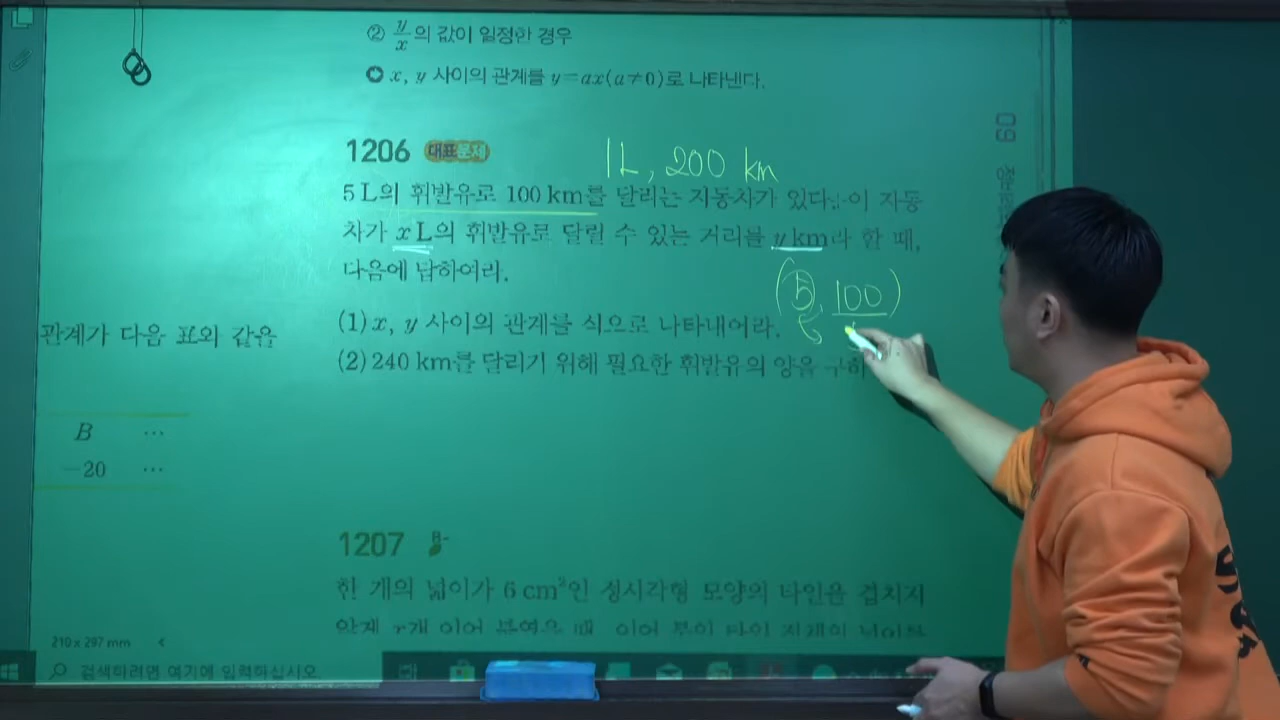 ② y/x의 값이 일정한 경우
x, y 사이의 관계를 y=ax(a≠0)로 나타낸다.
1206 대표문제
1L, 200 km
5 L의 휘발유로 100 km를 달리는 자동차가 있다. 이 자동
차가 x L의 휘발유로 달릴 수 있는 거리를 y km라 할 때,
다음에 답하여라.
(5, 100)
(1) x, y 사이의 관계를 식으로 나타내어라.
(2) 240 km를 달리기 위해 필요한 휘발유의 양을 구하
관계가 다음 표와 같을
B …
-20 …
09
1207 B-
한 개의 넓이가 6 cm²인 정사각형 모양의 타일을 겹치지
않게 x개 이어
210 x 297 mm
검색하려면 여기에 입력하십시오.